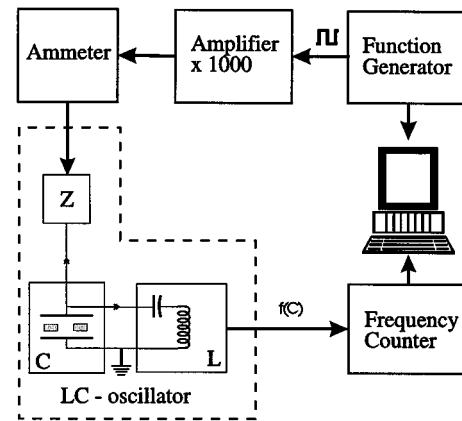 Ammeter
Amplifier
x 1000
Function
Generator
Z
C
L
f(C)
Frequency
Counter
LC - oscillator